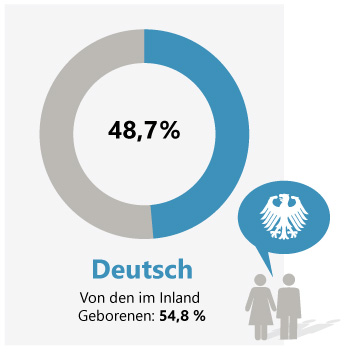 48,7%
Deutsch
Von den im Inland
Geborenen: 54,8 %